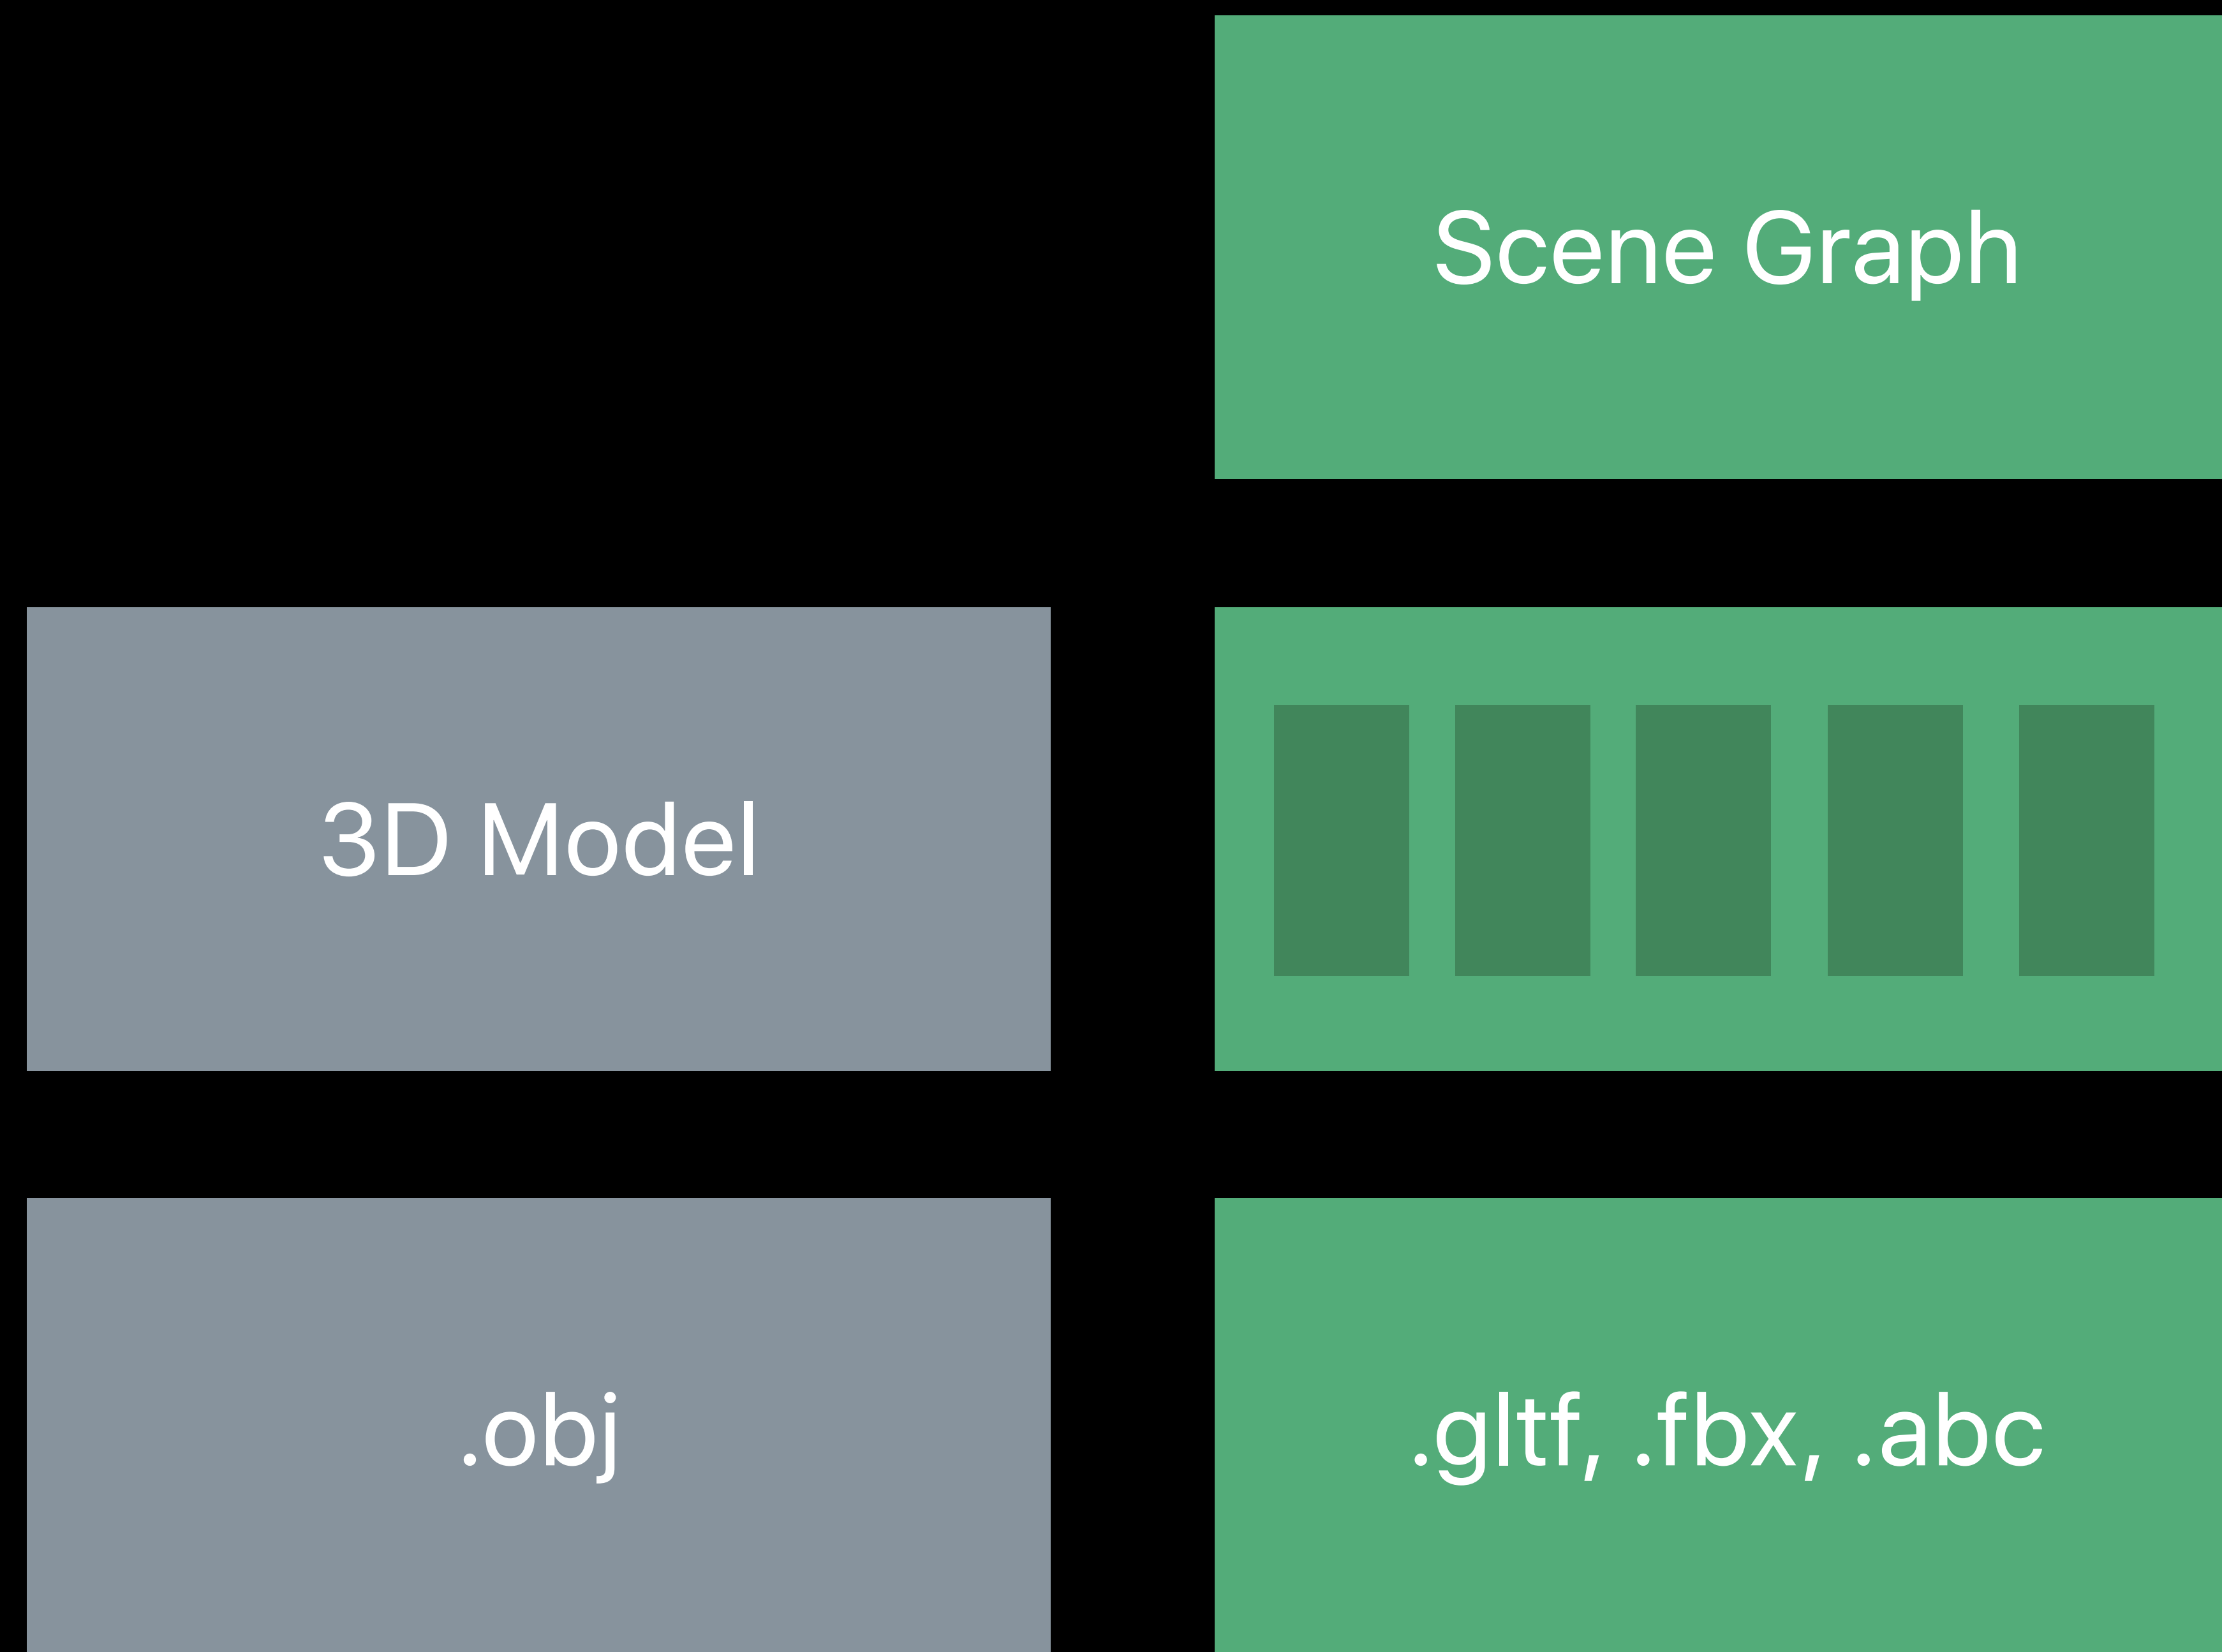 Scene Graph
3D Model
.obj
.gltf, .fbx, .abc